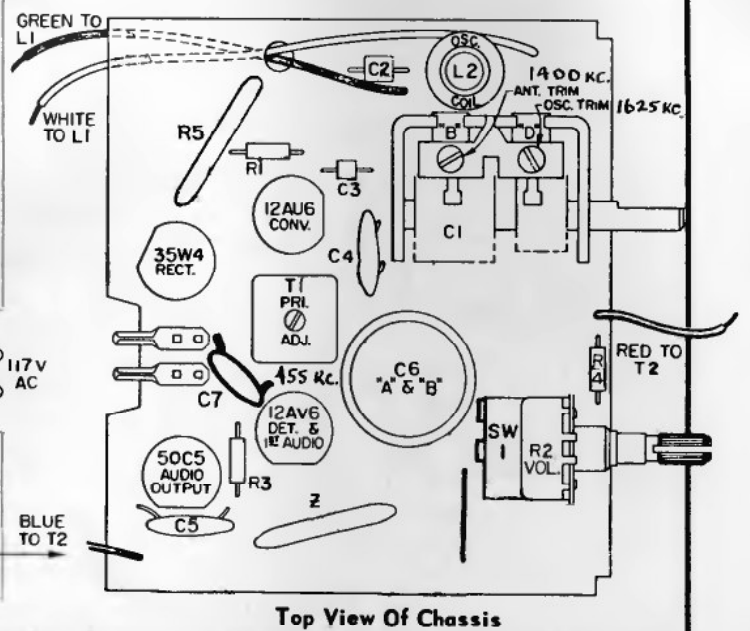 GREEN TO
L1
WHITE
TO L1
C2
OSC.
L2
COIL
1400 KC.
ANT. TRIM
OSC. TRIM 1625 KC.
"B"
"D"
R5
R1
C3
12AU6
CONV.
C4
C1
35W4
RECT.
T1
PRI.
ADJ.
117V
AC
C7
455 KC.
C6
"A" & "B"
RED TO
T2
R4
12AV6
DET. &
1ST AUDIO
SW
1
R2
VOL.
50C5
AUDIO
OUTPUT
R3
C5
Z
BLUE
TO T2
Top View Of Chassis